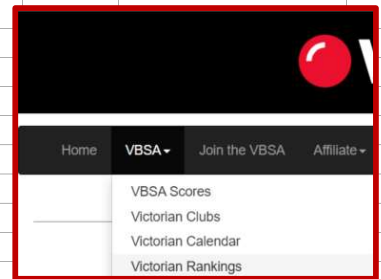 Home VBSA Join the VBSA Affiliate
VBSA Scores
Victorian Clubs
Victorian Calendar
Victorian Rankings